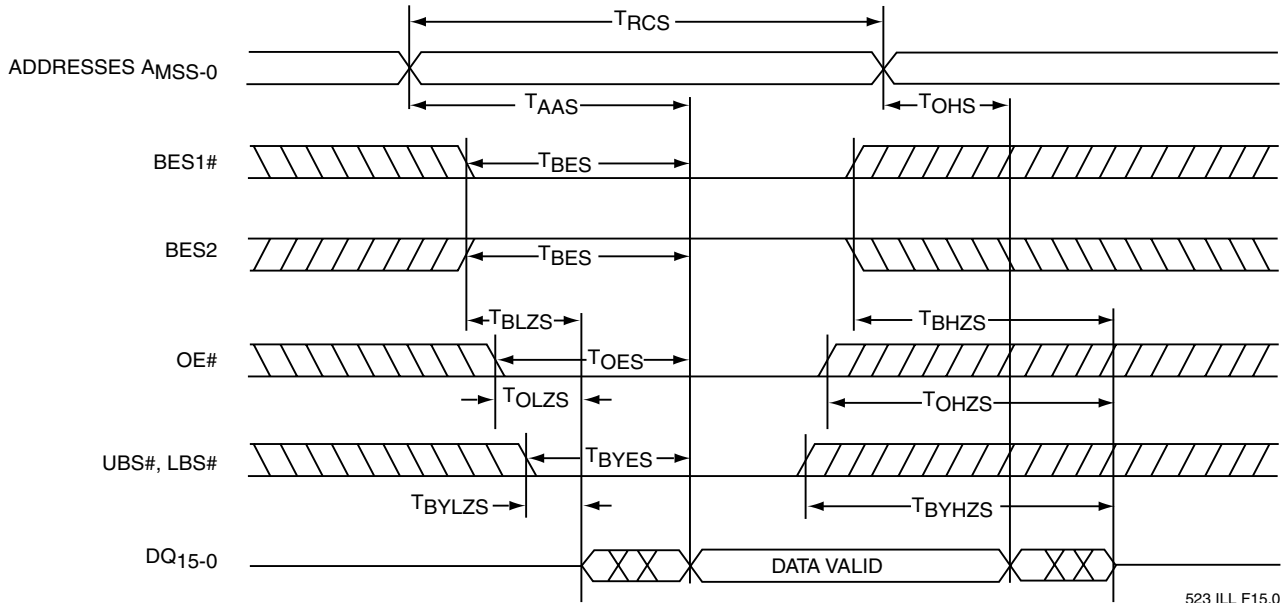 TRCS
ADDRESSES AMSS-0
TAAS
TOHS
BES1#
TBES
BES2
TBES
TBLZS
TBHZS
OE#
TOES
TOLZS
TOHZS
UBS#, LBS#
TBYES
TBYLZS
TBYHZS
DQ15-0
DATA VALID
523 ILL F15.0